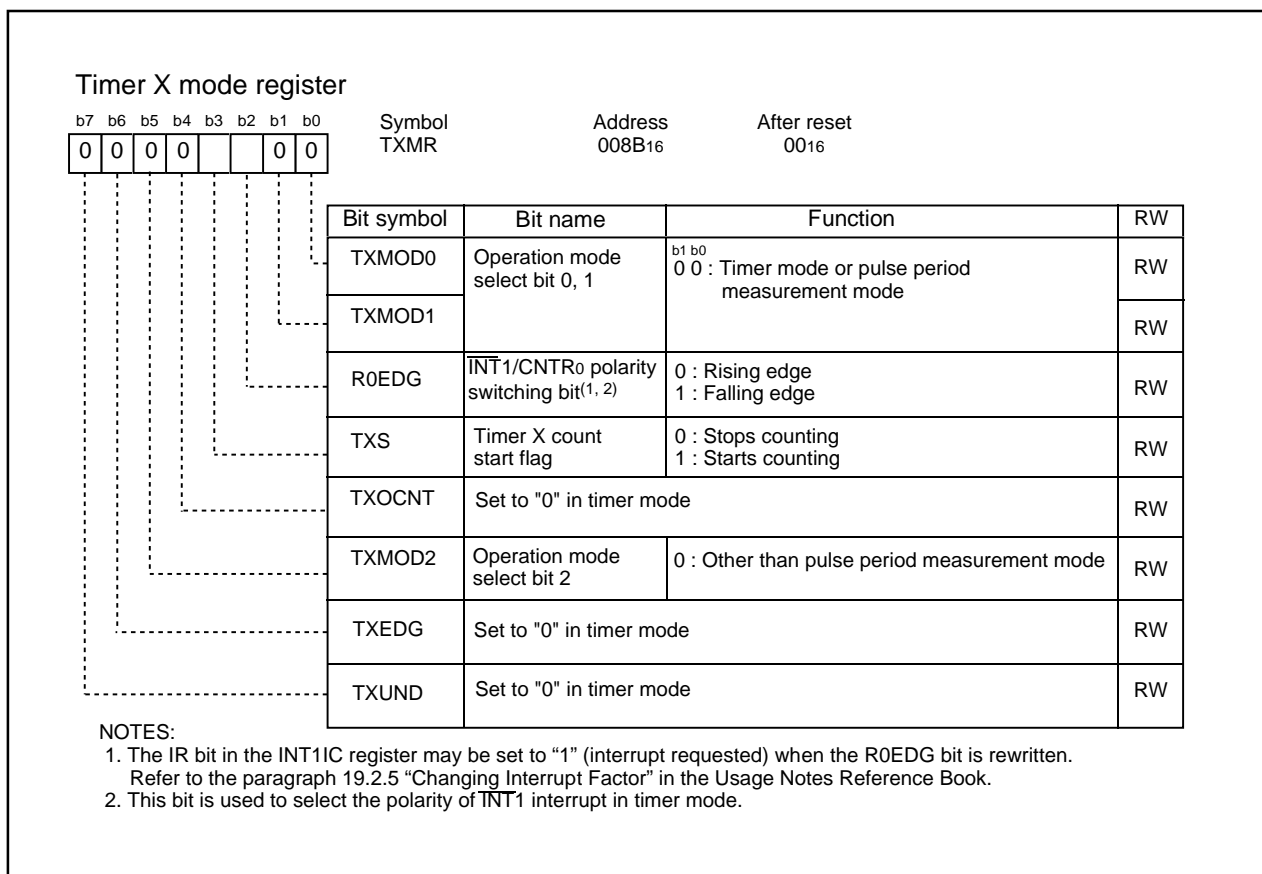 Timer X mode register
b7 b6 b5 b4 b3 b2 b1 b0
Symbol Address After reset
TXMR 008B16 0016
0 0 0 0 0 0
Bit symbol Bit name Function RW
TXMOD0 Operation mode select bit 0, 1 b1 b0
0 0 : Timer mode or pulse period measurement mode RW
TXMOD1 RW
R0EDG INT1/CNTR0 polarity switching bit(1, 2) 0 : Rising edge
1 : Falling edge RW
TXS Timer X count start flag 0 : Stops counting
1 : Starts counting RW
TXOCNT Set to "0" in timer mode RW
TXMOD2 Operation mode select bit 2 0 : Other than pulse period measurement mode RW
TXEDG Set to "0" in timer mode RW
TXUND Set to "0" in timer mode RW
NOTES:
1. The IR bit in the INT1IC register may be set to “1” (interrupt requested) when the R0EDG bit is rewritten.
Refer to the paragraph 19.2.5 “Changing Interrupt Factor” in the Usage Notes Reference Book.
2. This bit is used to select the polarity of INT1 interrupt in timer mode.